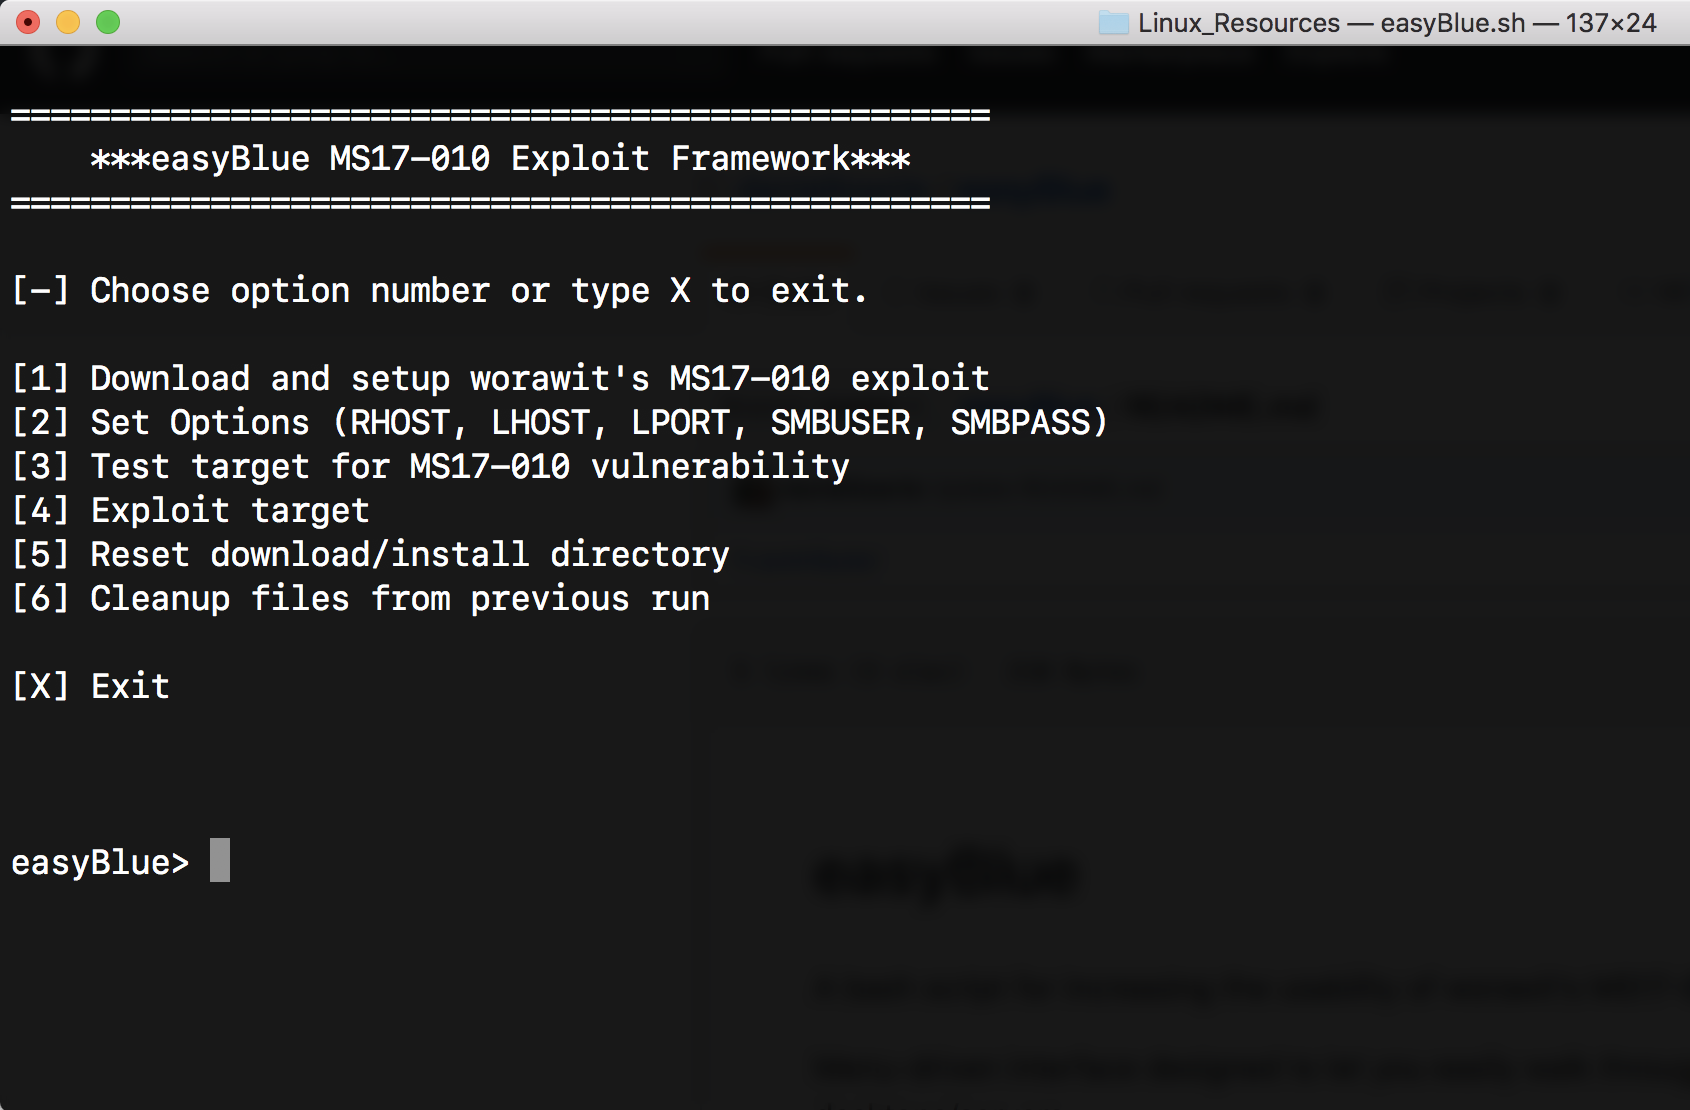 Linux_Resources — easyBlue.sh — 137×24
=================================================
***easyBlue MS17-010 Exploit Framework***
=================================================
[-] Choose option number or type X to exit.
[1] Download and setup worawit's MS17-010 exploit
[2] Set Options (RHOST, LHOST, LPORT, SMBUSER, SMBPASS)
[3] Test target for MS17-010 vulnerability
[4] Exploit target
[5] Reset download/install directory
[6] Cleanup files from previous run
[X] Exit
easyBlue>
easyBlue